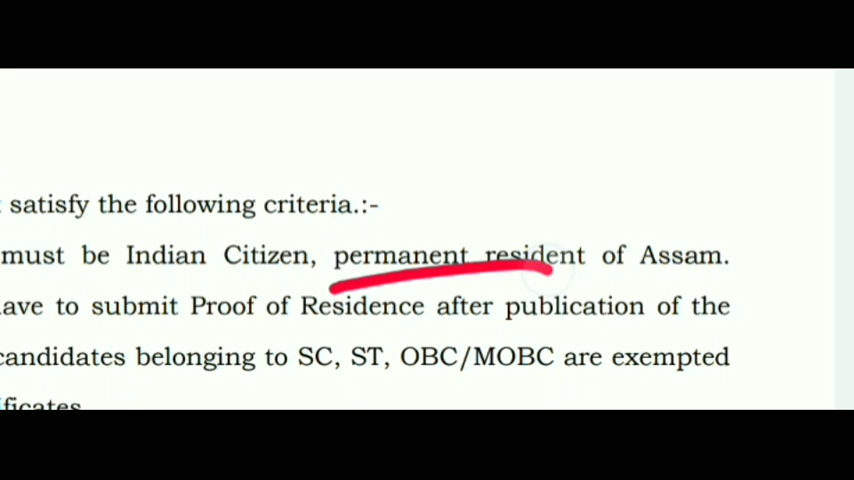 satisfy the following criteria.:-
must be Indian Citizen, permanent resident of Assam.
to submit Proof of Residence after publication of the
candidates belonging to SC, ST, OBC/MOBC are exempted